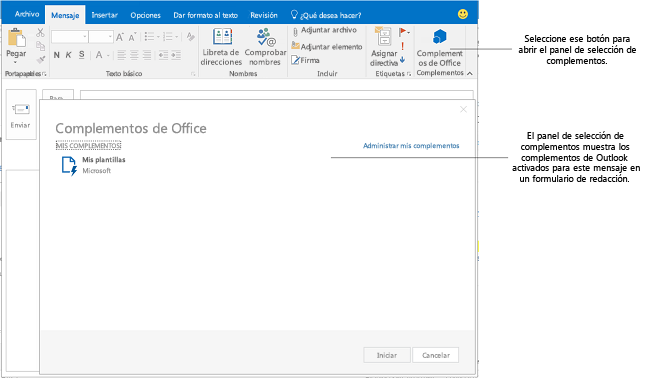 Archivo Mensaje Insertar Opciones Dar formato al texto Revisión ¿Qué desea hacer?
Pegar
N K S A
Libreta de direcciones
Comprobar nombres
Adjuntar archivo
Adjuntar elemento
Firma
Asignar directiva
Complement
os de Office
Portapapeles Texto básico Nombres Incluir Etiquetas Complementos
Seleccione ese botón para
abrir el panel de selección de
complementos.
Enviar
Para
Complementos de Office
MIS COMPLEMENTOS
Administrar mis complementos
Mis plantillas
Microsoft
El panel de selección de
complementos muestra los
complementos de Outlook
activados para este mensaje en
un formulario de redacción.
Iniciar Cancelar